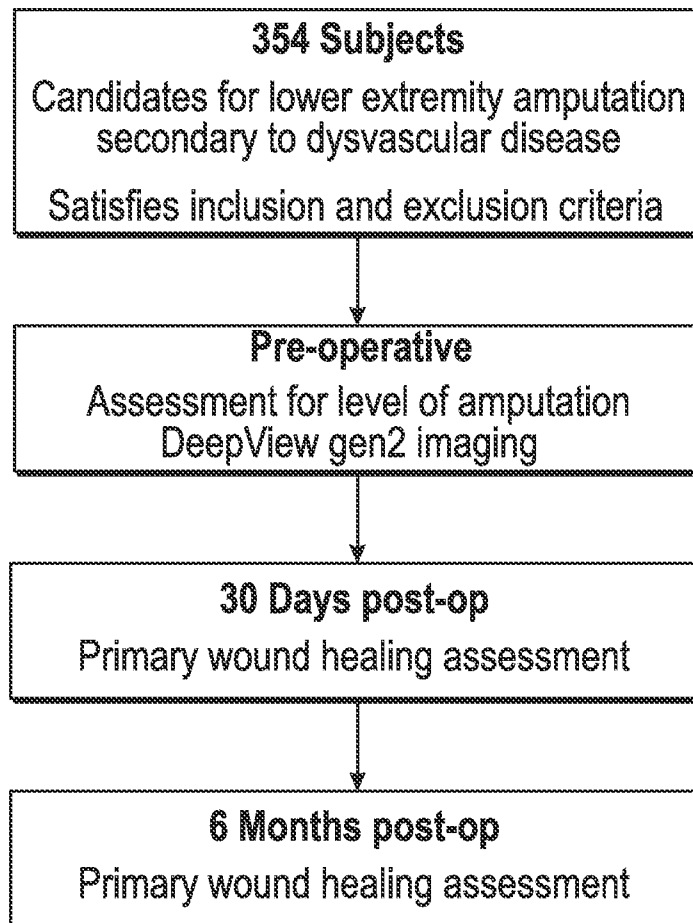 354 Subjects
Candidates for lower extremity amputation
secondary to dysvascular disease
Satisfies inclusion and exclusion criteria
Pre-operative
Assessment for level of amputation
DeepView gen2 imaging
30 Days post-op
Primary wound healing assessment
6 Months post-op
Primary wound healing assessment